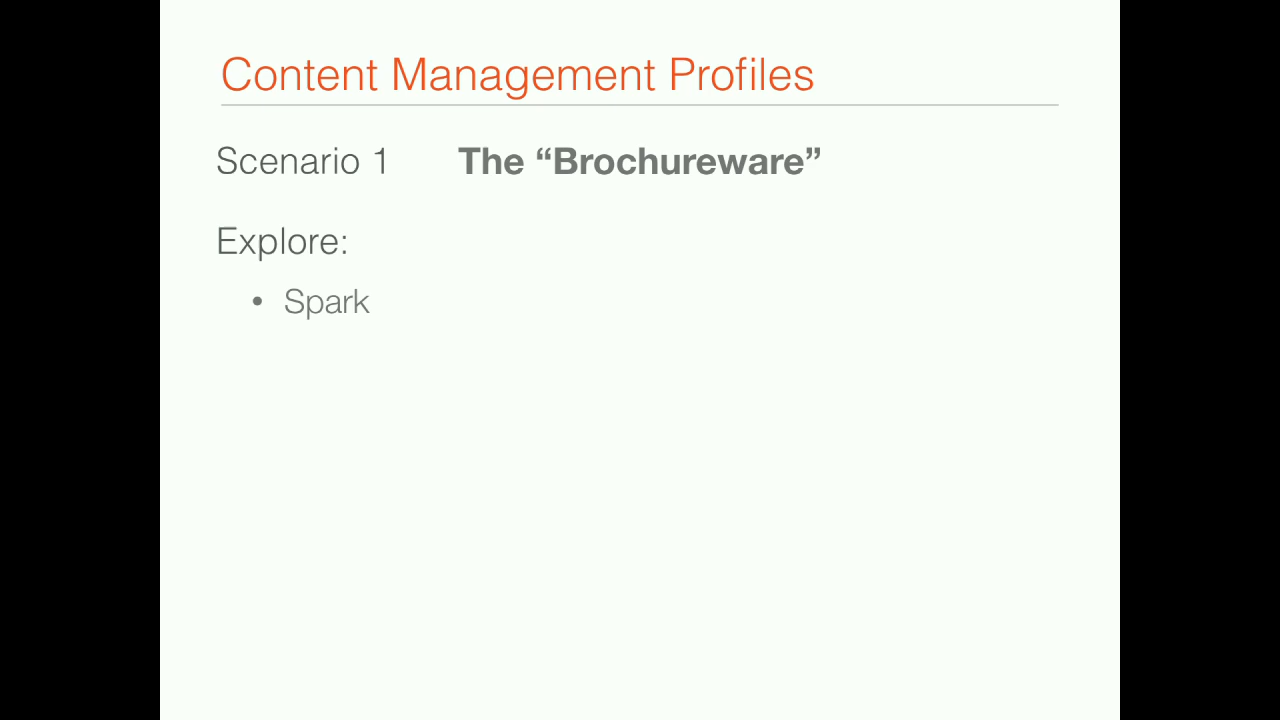 Content Management Profiles
Scenario 1 The “Brochureware”
Explore:
• Spark